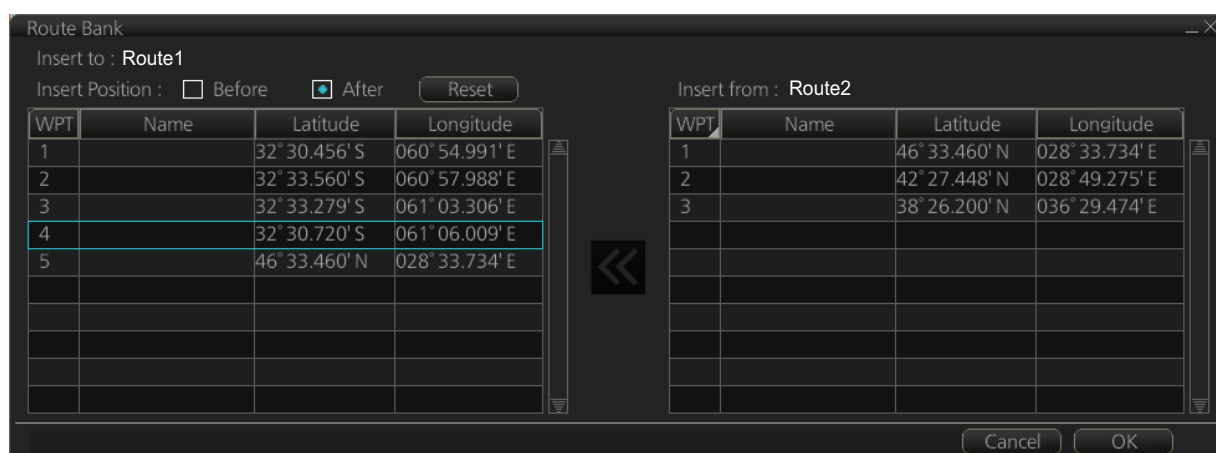 Route Bank
Insert to : Route1
Insert Position : Before After Reset
WPT Name Latitude Longitude
1 32° 30.456' S 060° 54.991' E
2 32° 33.560' S 060° 57.988' E
3 32° 33.279' S 061° 03.306' E
4 32° 30.720' S 061° 06.009' E
5 46° 33.460' N 028° 33.734' E
Insert from : Route2
WPT Name Latitude Longitude
1 46° 33.460' N 028° 33.734' E
2 42° 27.448' N 028° 49.275' E
3 38° 26.200' N 036° 29.474' E
Cancel OK